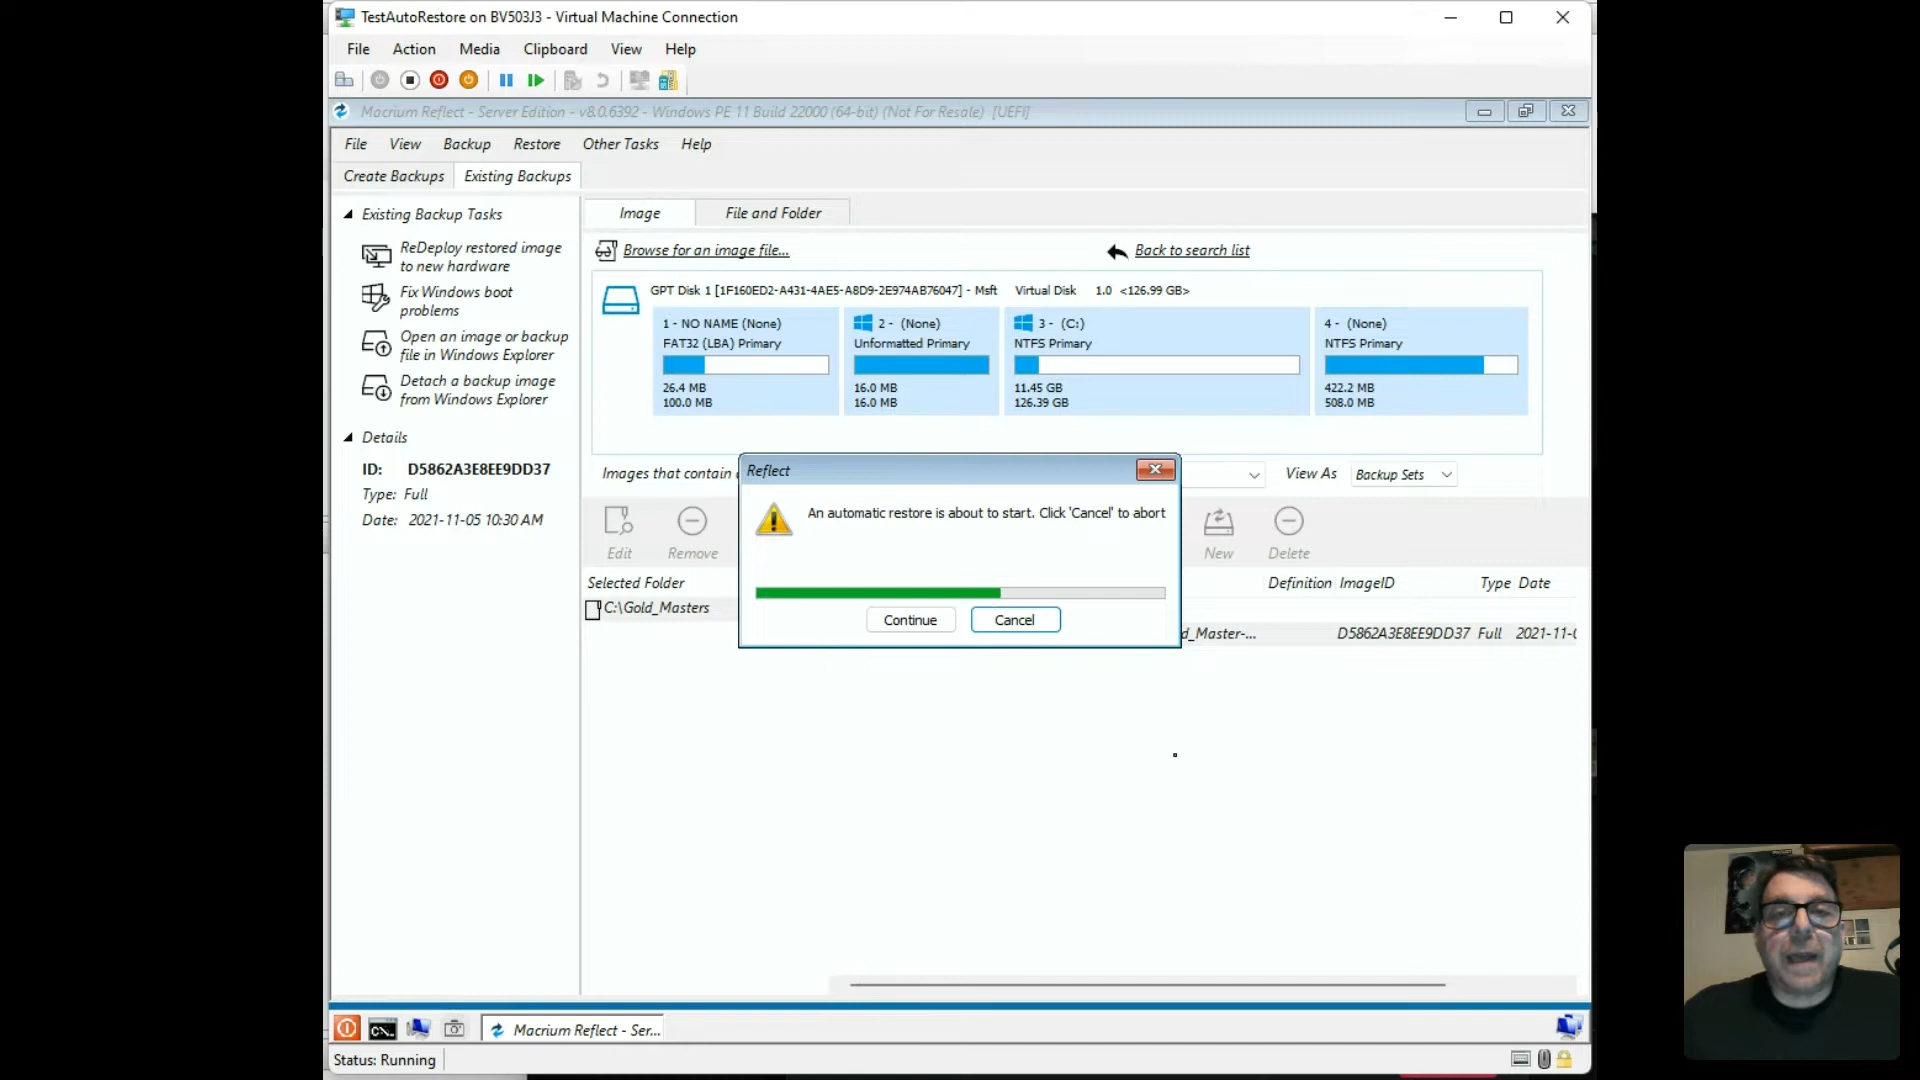 TestAutoRestore on BV503J3 - Virtual Machine Connection
File Action Media Clipboard View Help
Macrium Reflect - Server Edition - v8.0.6392 - Windows PE 11 Build 22000 (64-bit) (Not For Resale) [UEFI]
File View Backup Restore Other Tasks Help
Create Backups Existing Backups
Existing Backup Tasks
ReDeploy restored image
to new hardware
Fix Windows boot
problems
Open an image or backup
file in Windows Explorer
Detach a backup image
from Windows Explorer
Details
ID: D5862A3E8EE9DD37
Type: Full
Date: 2021-11-05 10:30 AM
Image File and Folder
Browse for an image file... Back to search list
GPT Disk 1 [1F160ED2-A431-4AE5-A8D9-2E974AB76047] - Msft Virtual Disk 1.0 <126.99 GB>
1 - NO NAME (None)
FAT32 (LBA) Primary
26.4 MB
100.0 MB
2 - (None)
Unformatted Primary
16.0 MB
16.0 MB
3 - (C:)
NTFS Primary
11.45 GB
126.39 GB
4 - (None)
NTFS Primary
422.2 MB
508.0 MB
Images that contain View As Backup Sets
Edit Remove New Delete
Selected Folder Definition ImageID Type Date
C:\Gold_Masters
d_Master-... D5862A3E8EE9DD37 Full 2021-11-0
Reflect
An automatic restore is about to start. Click 'Cancel' to abort
Continue Cancel
C:\. Macrium Reflect - Ser...
Status: Running